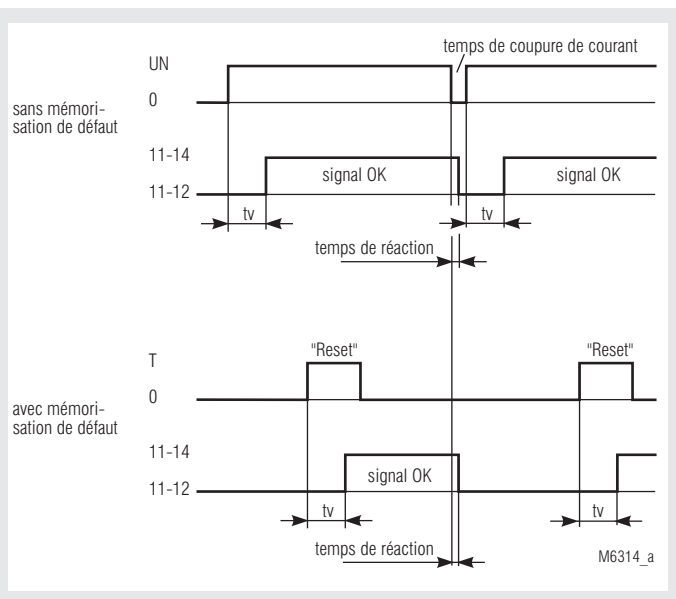 temps de coupure de courant
UN
0
sans mémori-
sation de défaut
11-14
11-12
signal OK
signal OK
tv
tv
temps de réaction
"Reset"
"Reset"
T
0
avec mémori-
sation de défaut
11-14
11-12
signal OK
tv
tv
temps de réaction
M6314_a